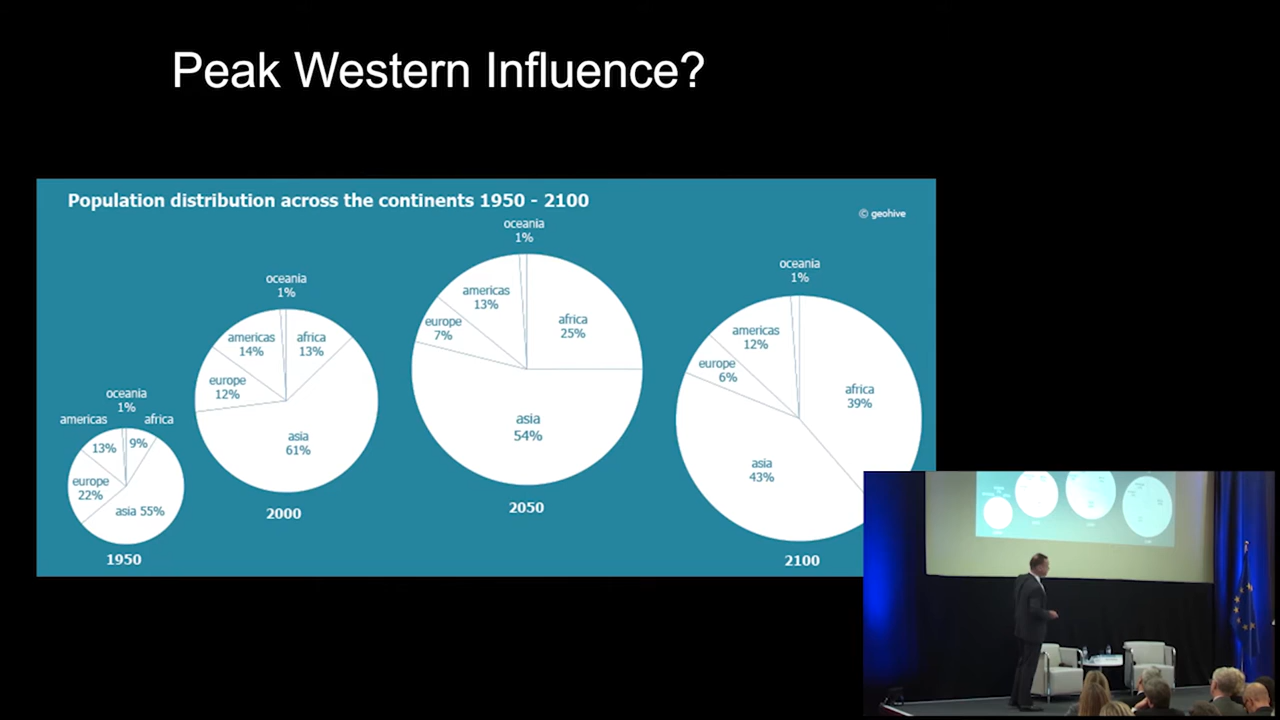 Peak Western Influence?
Population distribution across the continents 1950 - 2100
© geohive
oceania
1%
americas
africa
13%
9%
europe
22%
asia 55%
1950
oceania
1%
americas
14%
africa
13%
europe
12%
asia
61%
2000
oceania
1%
americas
13%
africa
25%
europe
7%
asia
54%
2050
oceania
1%
americas
12%
europe
6%
africa
39%
asia
43%
2100